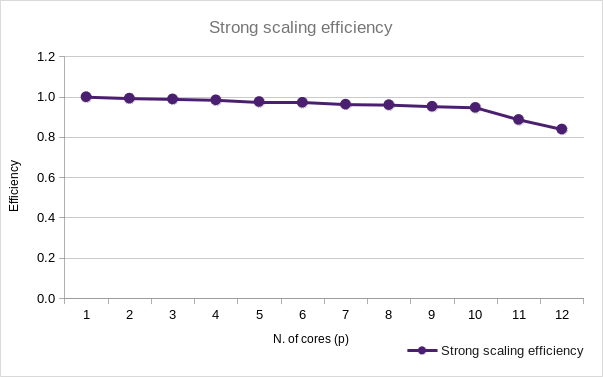 Strong scaling efficiency
1.2
1.0
0.8
0.6
0.4
0.2
0.0
Efficiency
1 2 3 4 5 6 7 8 9 10 11 12
N. of cores (p)
Strong scaling efficiency